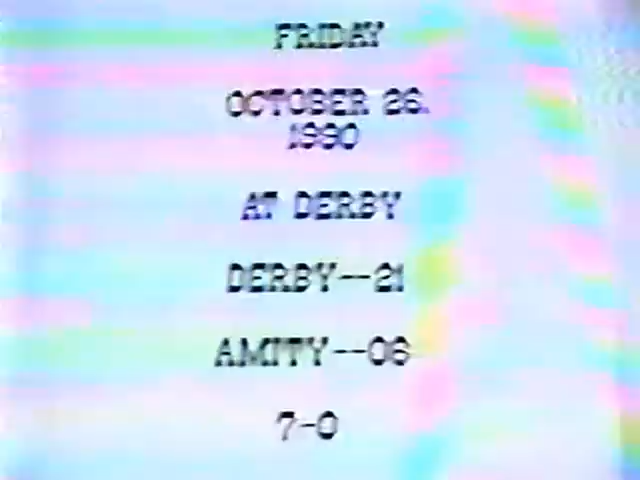 FRIDAY
OCTOBER 26,
1990
AT DERBY
DERBY--21
AMITY--06
7-0